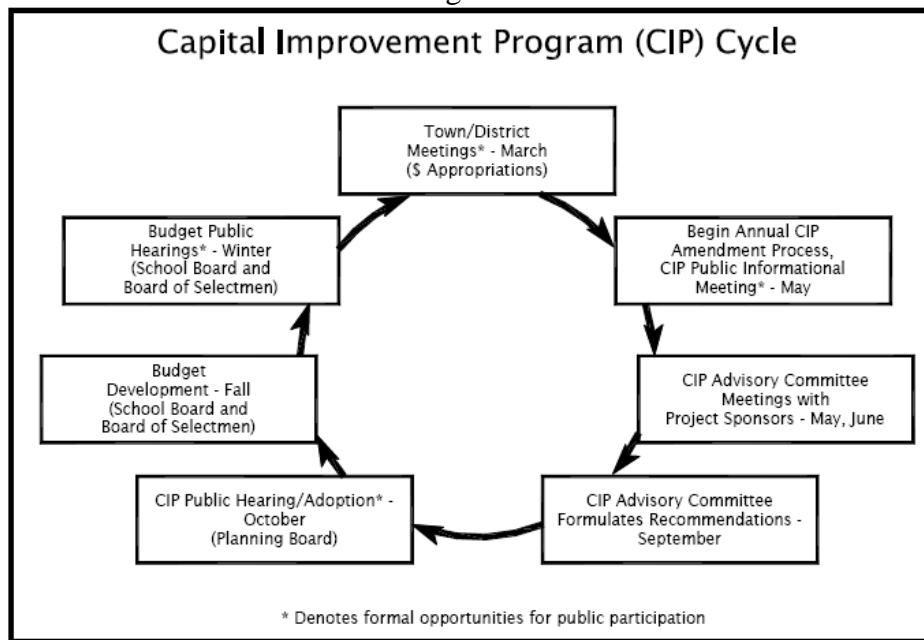 Capital Improvement Program (CIP) Cycle
Town/District
Meetings* - March
($ Appropriations)
Begin Annual CIP
Amendment Process,
CIP Public Informational
Meeting* - May
CIP Advisory Committee
Meetings with
Project Sponsors - May, June
CIP Advisory Committee
Formulates Recommendations -
September
CIP Public Hearing/Adoption* -
October
(Planning Board)
Budget
Development - Fall
(School Board and
Board of Selectmen)
Budget Public
Hearings* - Winter
(School Board and
Board of Selectmen)
* Denotes formal opportunities for public participation